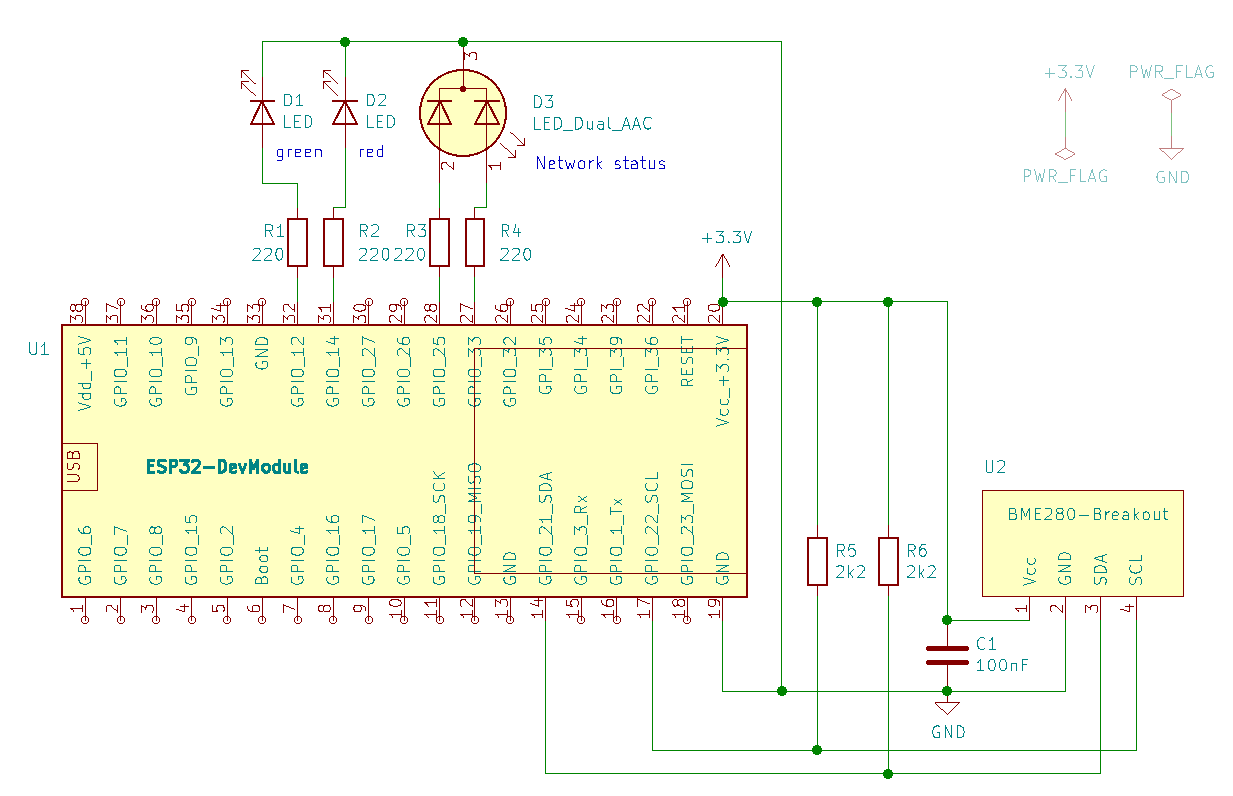 +3.3V
PWR_FLAG
3
D1
LED
D2
LED
D3
LED_Dual_AAC
green
red
2
1
Network status
PWR_FLAG
GND
R1
220
R2
220
R3
220
R4
220
+3.3V
38
37
36
35
34
33
32
31
30
29
28
27
26
25
24
23
22
21
20
U1
Vdd_+5V
GPIO_11
GPIO_10
GPIO_9
GPIO_13
GND
GPIO_12
GPIO_14
GPIO_27
GPIO_26
GPIO_25
GPIO_33
GPIO_32
GPI_35
GPI_34
GPI_39
GPI_36
RESET
Vcc_+3.3V
USB
ESP32-DevModule
GPIO_6
GPIO_7
GPIO_8
GPIO_15
GPIO_2
Boot
GPIO_4
GPIO_16
GPIO_17
GPIO_5
GPIO_18_SCK
GPIO_19_MISO
GND
GPIO_21_SDA
GPIO_3_Rx
GPIO_1_Tx
GPIO_22_SCL
GPIO_23_MOSI
GND
1
2
3
4
5
6
7
8
9
10
11
12
13
14
15
16
17
18
19
R5
2k2
R6
2k2
U2
BME280-Breakout
Vcc
GND
SDA
SCL
1
2
3
4
C1
100nF
GND